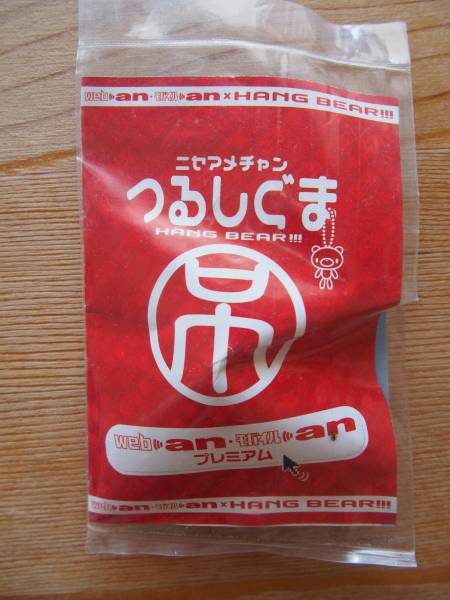 web an・モバイル an×HANG BEAR!!!
ニセアメチャン
つるしぐま
HANG BEAR!!!
吊
web an・モバイル an
プレミアム
web an・モバイル an×HANG BEAR!!!